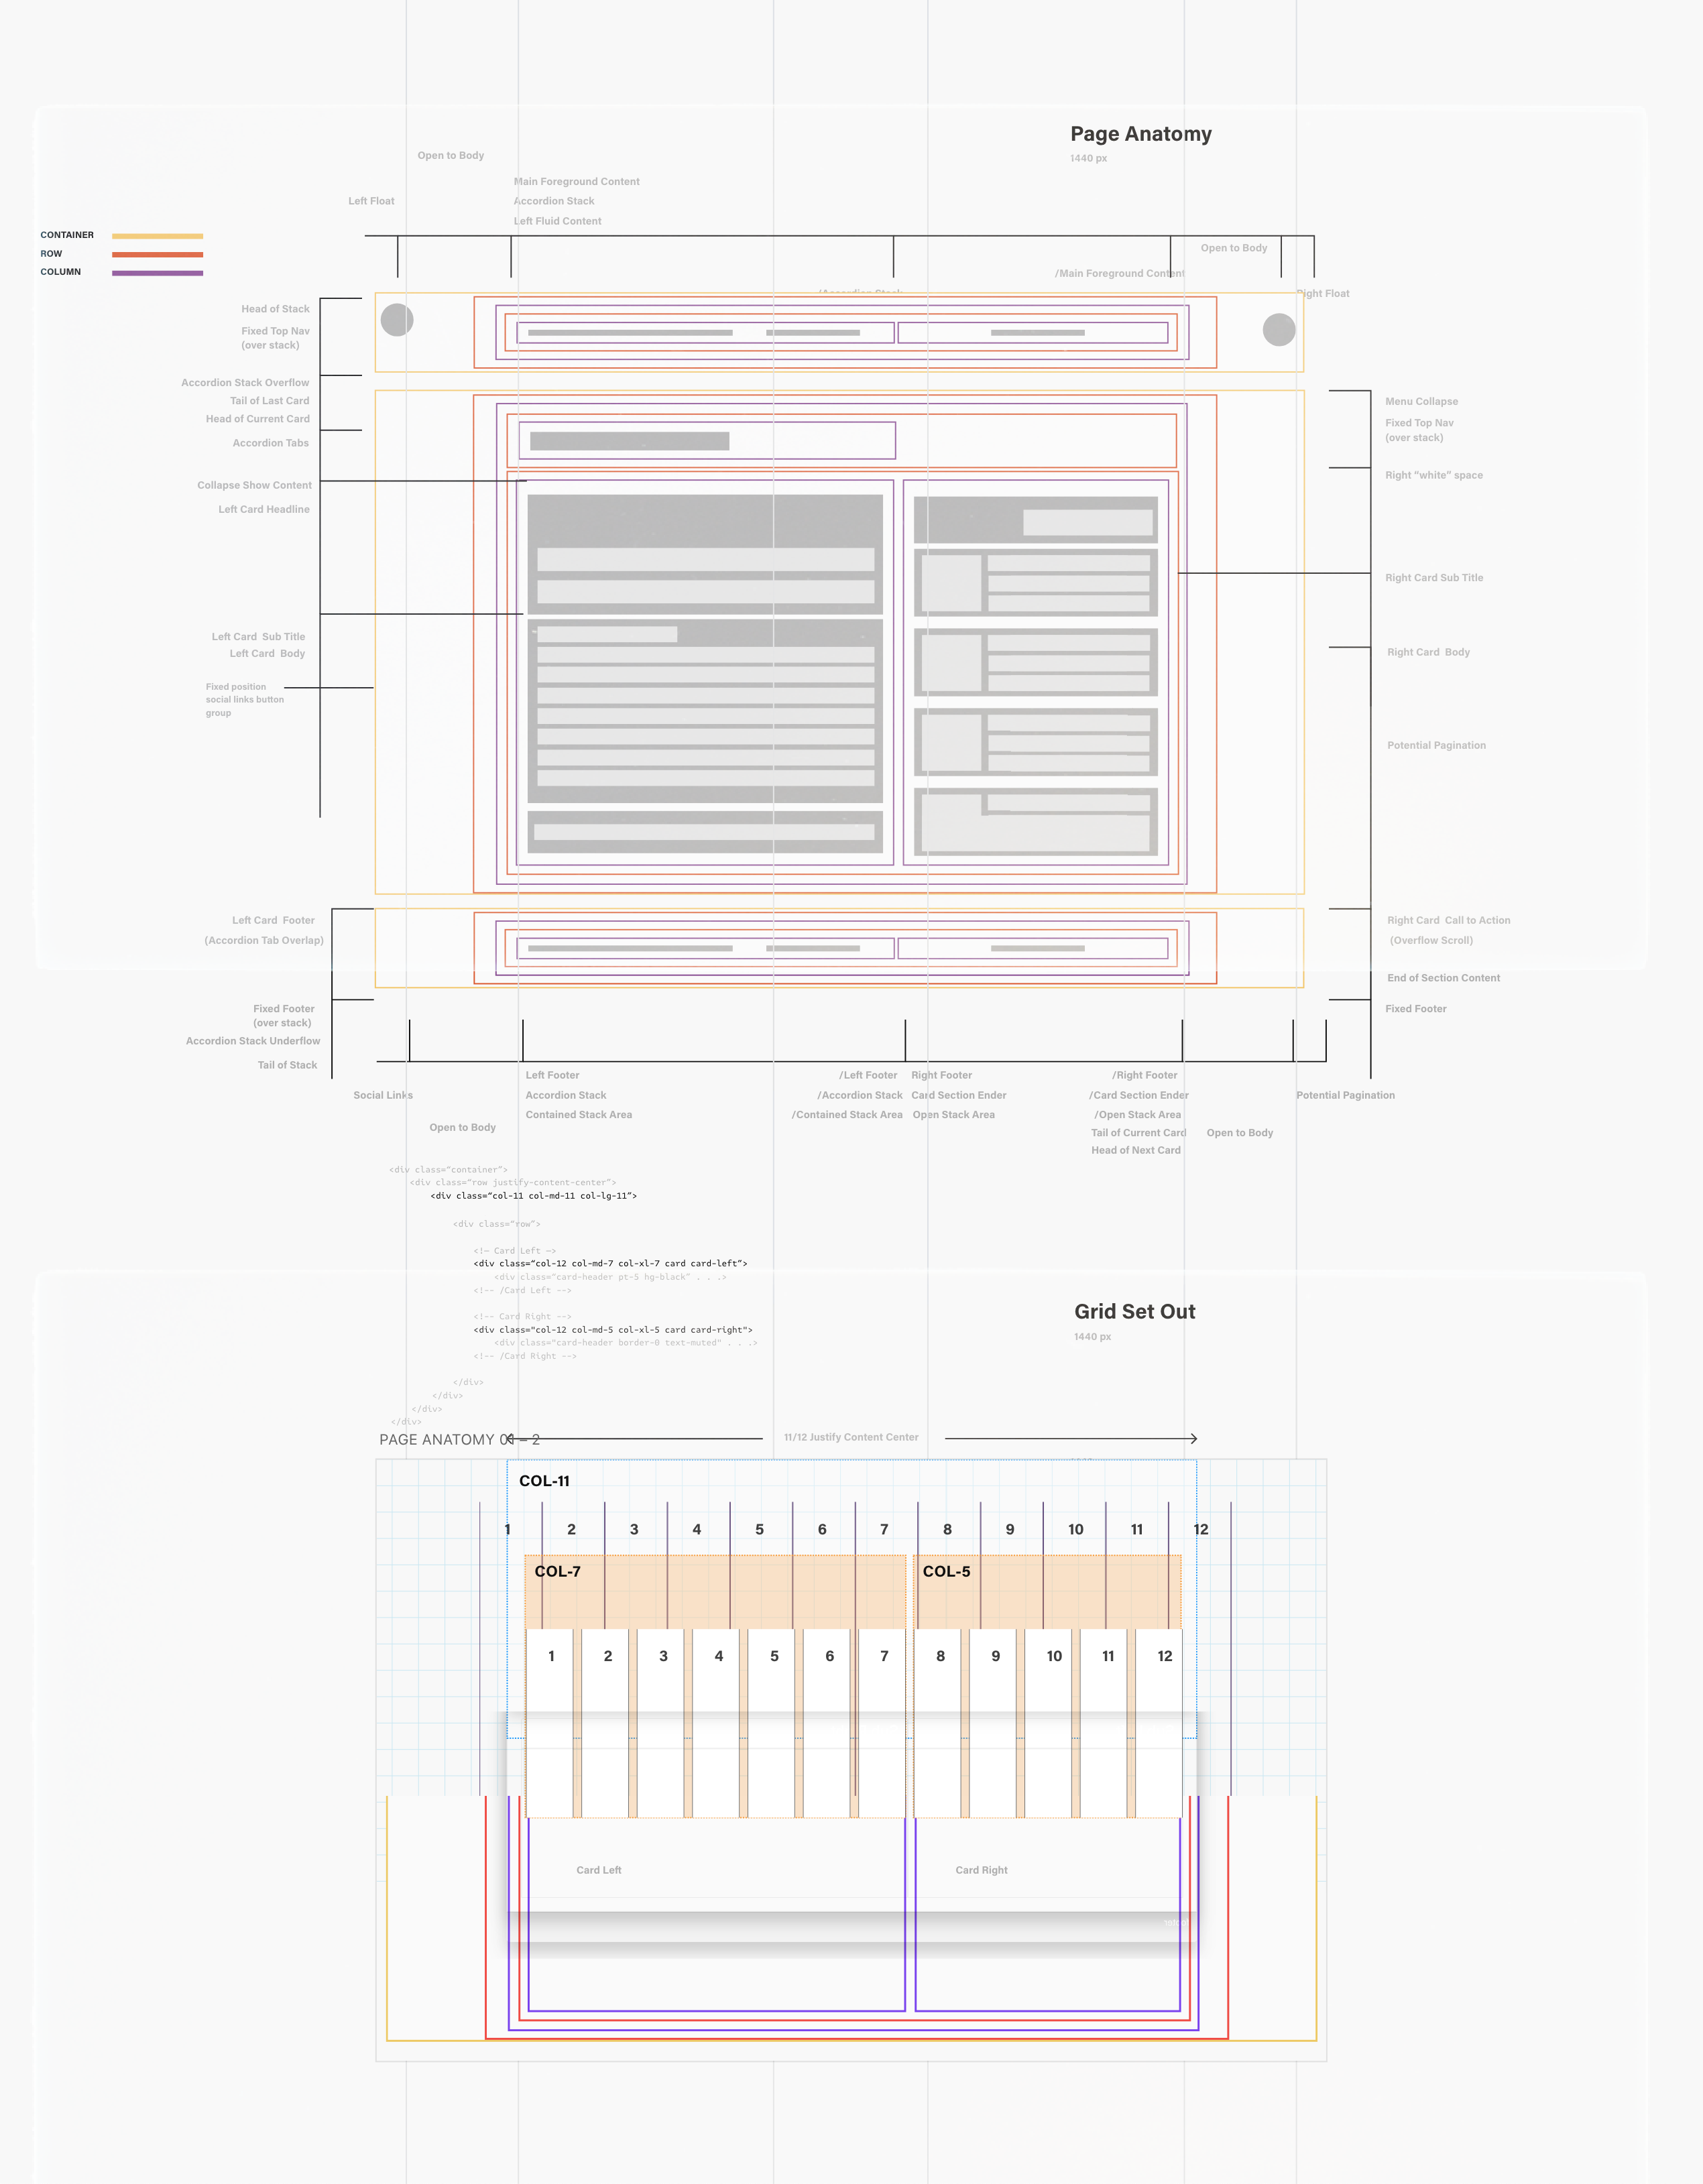 Page Anatomy
1440 px
Open to Body
Main Foreground Content
Left Float
Accordion Stack
Left Fluid Content
CONTAINER
ROW
COLUMN
Open to Body
/Main Foreground Content
/Accordion Stack
Right Float
Head of Stack
Fixed Top Nav
(over stack)
Accordion Stack Overflow
Tail of Last Card
Head of Current Card
Accordion Tabs
Collapse Show Content
Left Card Headline
Left Card  Sub Title
Left Card  Body
Fixed position
social links button
group
Menu Collapse
Fixed Top Nav
(over stack)
Right "white" space
Right Card Sub Title
Right Card  Body
Potential Pagination
Left Card  Footer
(Accordion Tab Overlap)
Right Card  Call to Action
(Overflow Scroll)
End of Section Content
Fixed Footer
(over stack)
Accordion Stack Underflow
Tail of Stack
Fixed Footer
Left Footer
/Left Footer
Right Footer
/Right Footer
Social Links
Accordion Stack
/Accordion Stack
Card Section Ender
/Card Section Ender
Potential Pagination
Contained Stack Area
/Contained Stack Area
Open Stack Area
/Open Stack Area
Open to Body
Tail of Current Card
Open to Body
Head of Next Card
<div class=“container”>
<div class=“row justify-content-center”>
<div class=“col-11 col-md-11 col-lg-11”>
<div class=“row”>
<!— Card Left —>
<div class=“col-12 col-md-7 col-xl-7 card card-left”>
<div class=“card-header pt-5 hg-black” . . .>
<!-- /Card Left -->
<!-- Card Right -->
<div class="col-12 col-md-5 col-xl-5 card card-right">
<div class="card-header border-0 text-muted" . . .>
<!-- /Card Right -->
</div>
</div>
</div>
</div>
Grid Set Out
1440 px
PAGE ANATOMY 01 – 2
11/12 Justify Content Center
COL-11
1 2 3 4 5 6 7 8 9 10 11 12
COL-7
COL-5
1 2 3 4 5 6 7 8 9 10 11 12
Card Left
Card Right